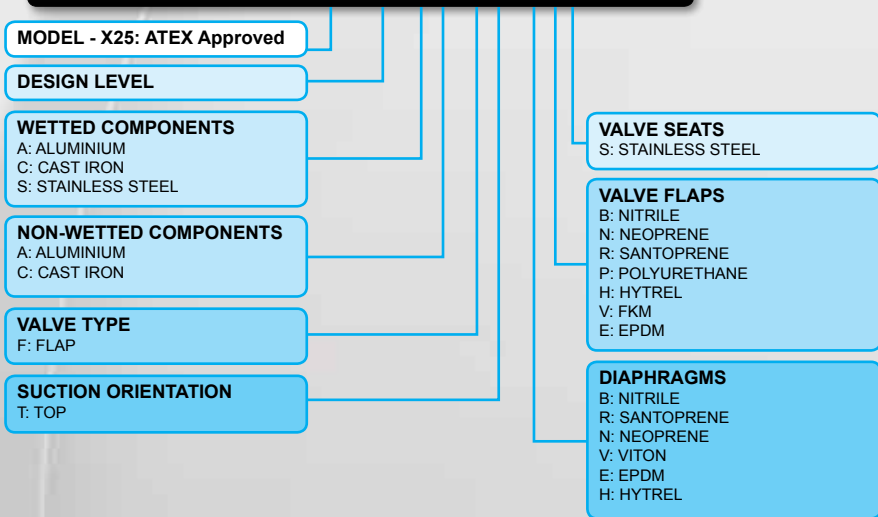 MODEL - X25: ATEX Approved
DESIGN LEVEL
WETTED COMPONENTS
A: ALUMINIUM
C: CAST IRON
S: STAINLESS STEEL
NON-WETTED COMPONENTS
A: ALUMINIUM
C: CAST IRON
VALVE TYPE
F: FLAP
SUCTION ORIENTATION
T: TOP
VALVE SEATS
S: STAINLESS STEEL
VALVE FLAPS
B: NITRILE
N: NEOPRENE
R: SANTOPRENE
P: POLYURETHANE
H: HYTREL
V: FKM
E: EPDM
DIAPHRAGMS
B: NITRILE
R: SANTOPRENE
N: NEOPRENE
V: VITON
E: EPDM
H: HYTREL